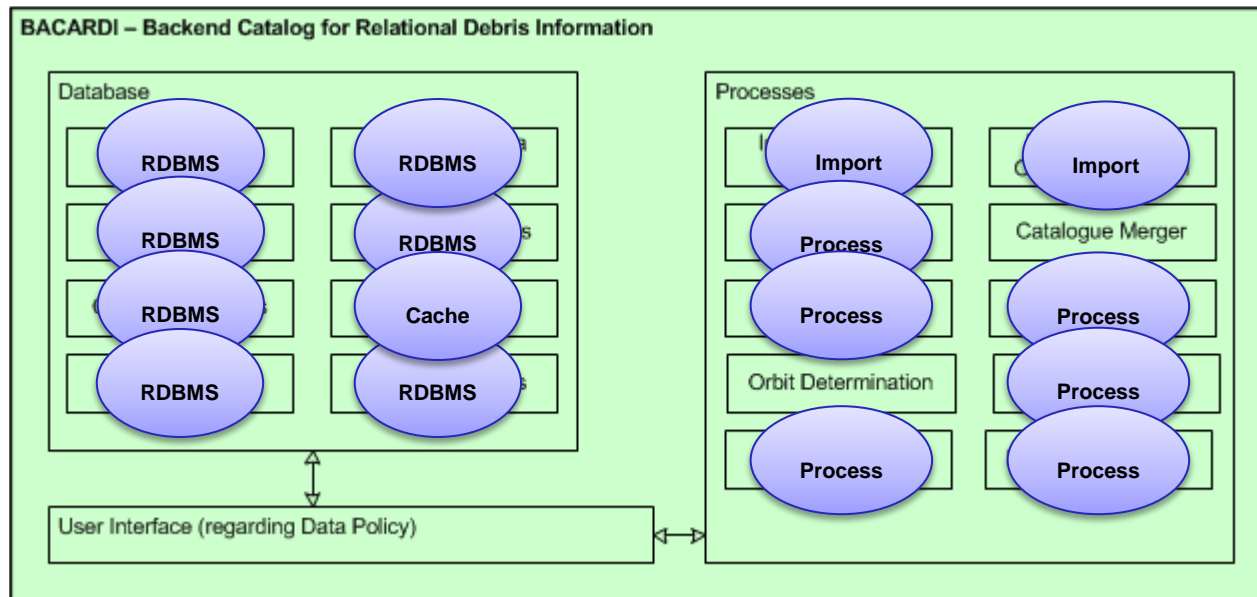 BACARDI – Backend Catalog for Relational Debris Information
Database
RDBMS
RDBMS
RDBMS
RDBMS
RDBMS
Cache
RDBMS
RDBMS
Processes
Import
Import
Process
Catalogue Merger
Process
Process
Orbit Determination
Process
Process
Process
User Interface (regarding Data Policy)